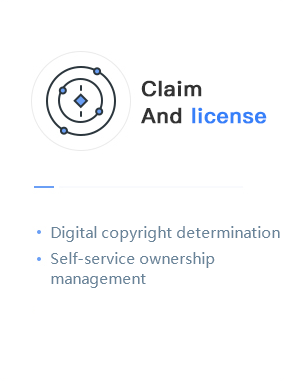 Claim
And license
• Digital copyright determination
• Self-service ownership
management